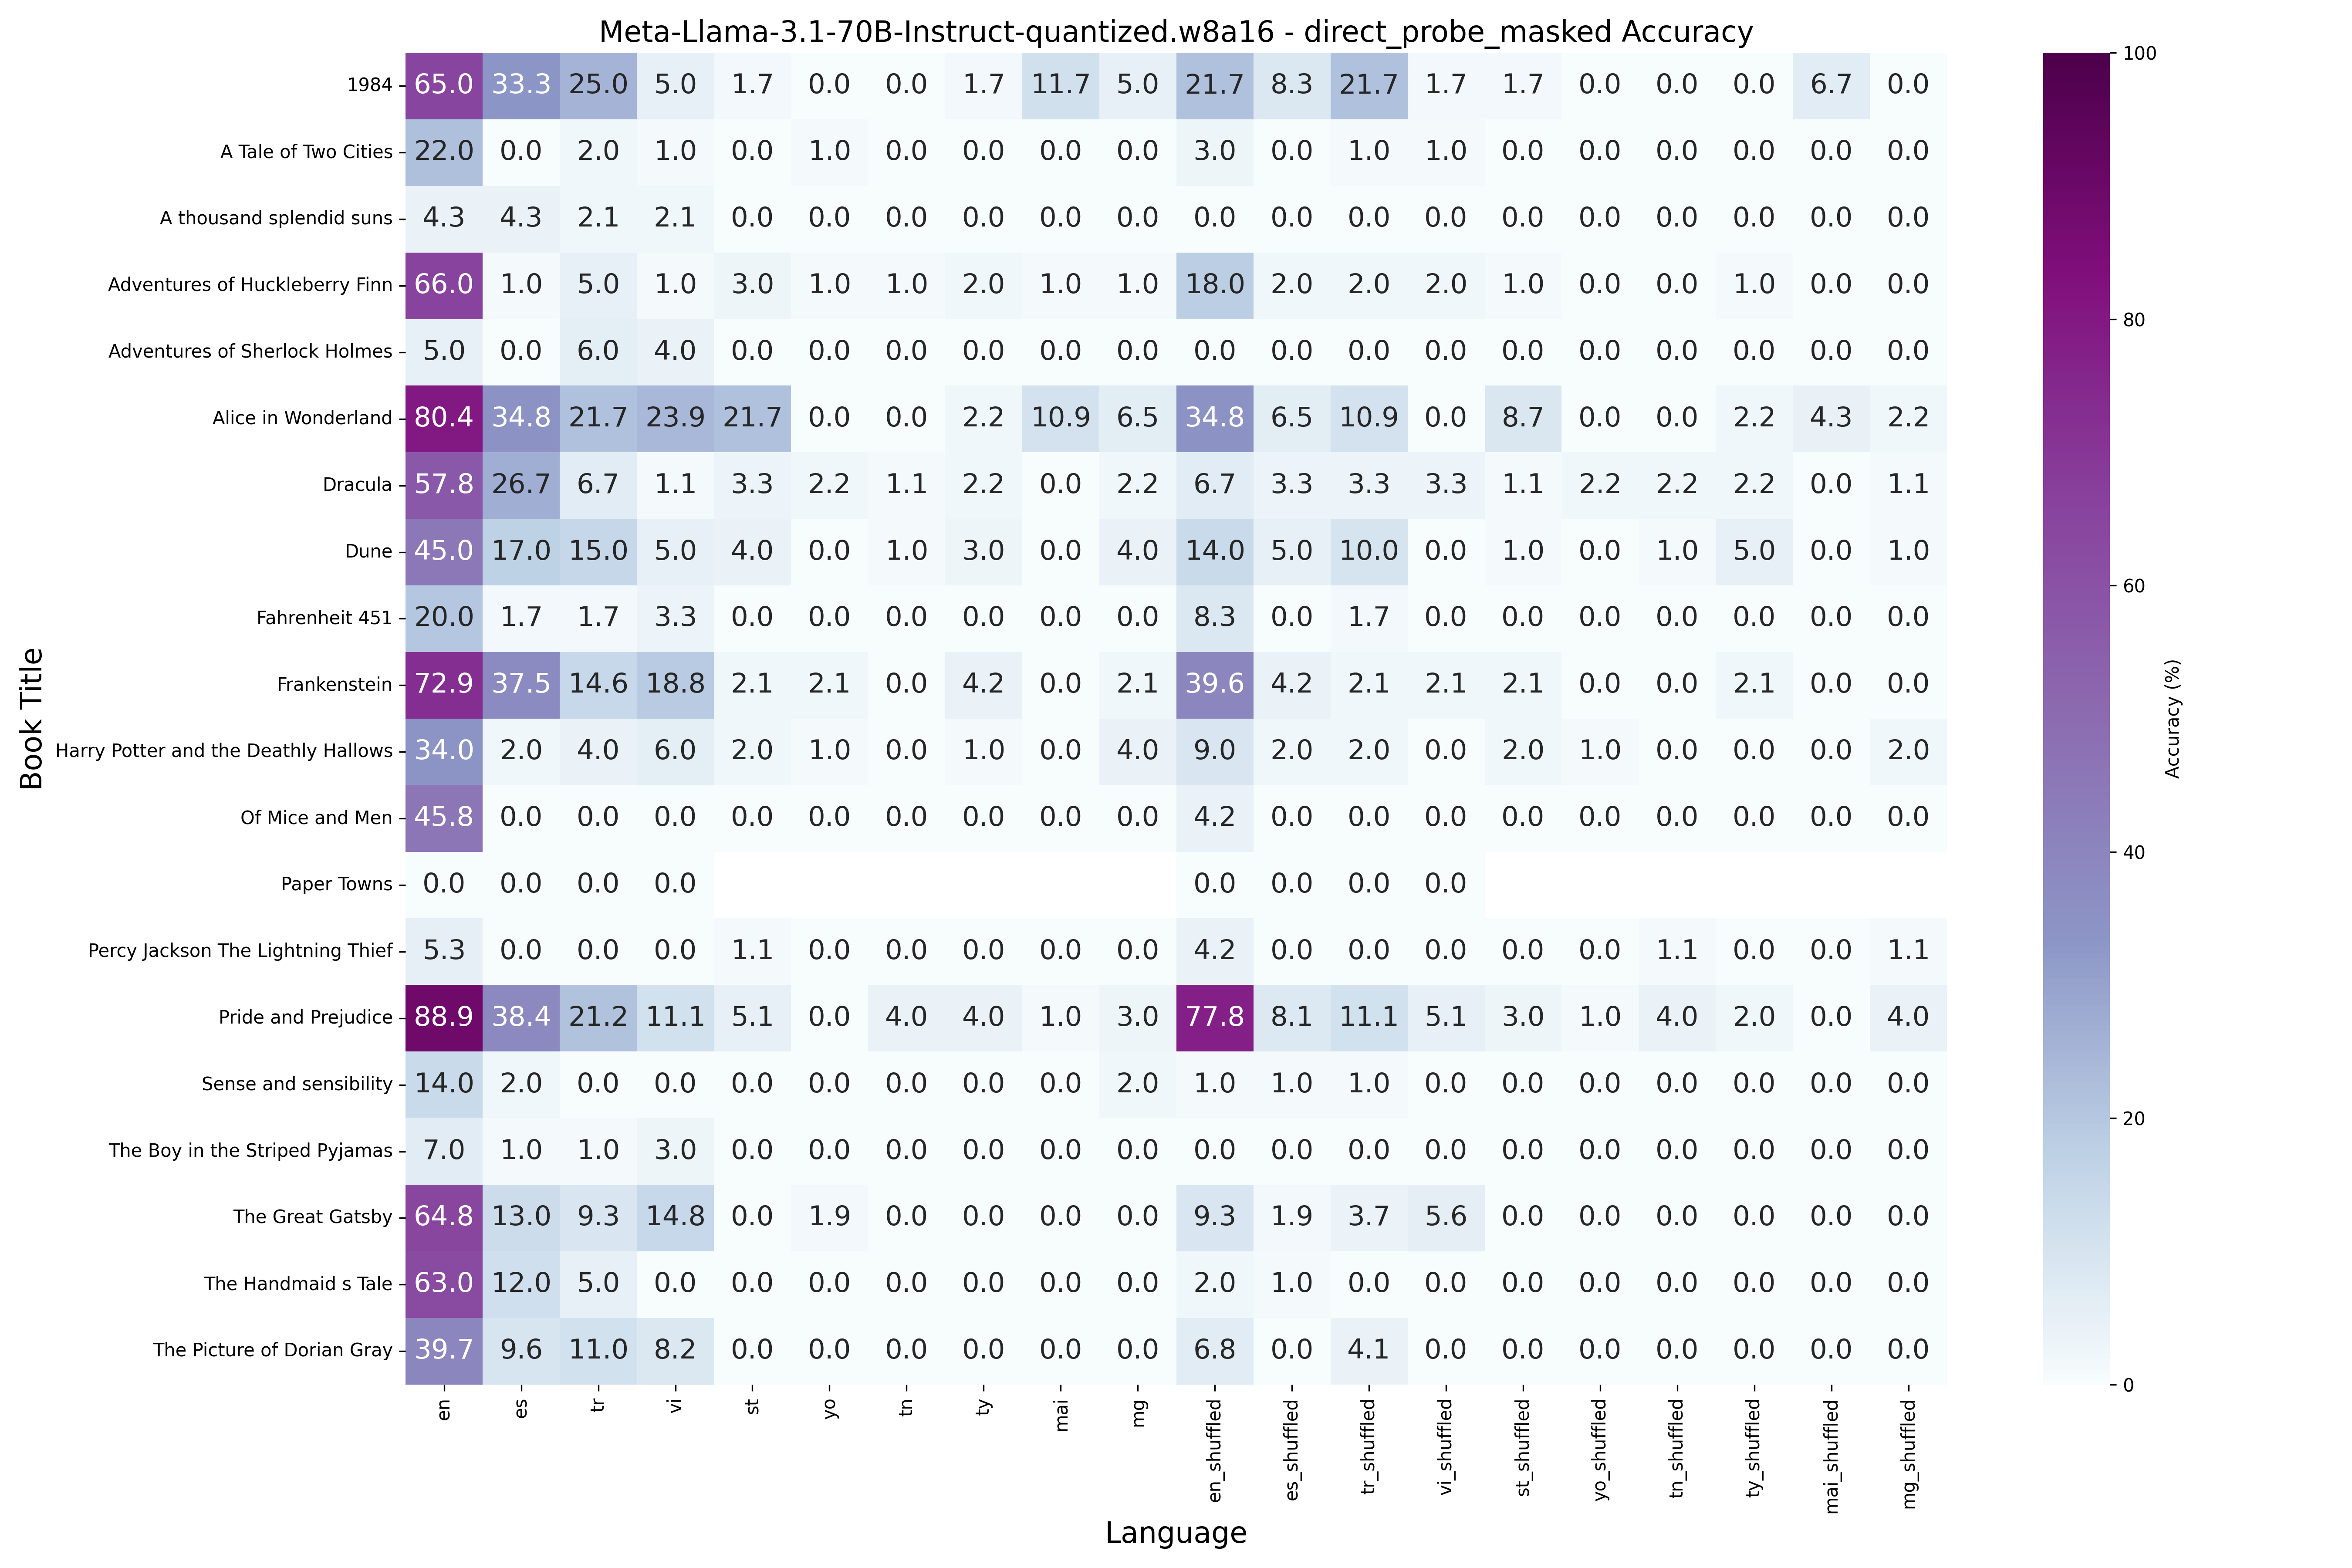 Meta-Llama-3.1-70B-Instruct-quantized.w8a16 - direct_probe_masked Accuracy
1984 65.0 33.3 25.0 5.0 1.7 0.0 0.0 1.7 11.7 5.0 21.7 8.3 21.7 1.7 1.7 0.0 0.0 0.0 6.7 0.0
A Tale of Two Cities 22.0 0.0 2.0 1.0 0.0 1.0 0.0 0.0 0.0 0.0 3.0 0.0 1.0 1.0 0.0 0.0 0.0 0.0 0.0 0.0
A thousand splendid suns 4.3 4.3 2.1 2.1 0.0 0.0 0.0 0.0 0.0 0.0 0.0 0.0 0.0 0.0 0.0 0.0 0.0 0.0 0.0 0.0
Adventures of Huckleberry Finn 66.0 1.0 5.0 1.0 3.0 1.0 1.0 2.0 1.0 1.0 18.0 2.0 2.0 2.0 1.0 0.0 0.0 1.0 0.0 0.0
Adventures of Sherlock Holmes 5.0 0.0 6.0 4.0 0.0 0.0 0.0 0.0 0.0 0.0 0.0 0.0 0.0 0.0 0.0 0.0 0.0 0.0 0.0 0.0
Alice in Wonderland 80.4 34.8 21.7 23.9 21.7 0.0 0.0 2.2 10.9 6.5 34.8 6.5 10.9 0.0 8.7 0.0 0.0 2.2 4.3 2.2
Dracula 57.8 26.7 6.7 1.1 3.3 2.2 1.1 2.2 0.0 2.2 6.7 3.3 3.3 3.3 1.1 2.2 2.2 2.2 0.0 1.1
Dune 45.0 17.0 15.0 5.0 4.0 0.0 1.0 3.0 0.0 4.0 14.0 5.0 10.0 0.0 1.0 0.0 1.0 5.0 0.0 1.0
Fahrenheit 451 20.0 1.7 1.7 3.3 0.0 0.0 0.0 0.0 0.0 0.0 8.3 0.0 1.7 0.0 0.0 0.0 0.0 0.0 0.0 0.0
Frankenstein 72.9 37.5 14.6 18.8 2.1 2.1 0.0 4.2 0.0 2.1 39.6 4.2 2.1 2.1 2.1 0.0 0.0 2.1 0.0 0.0
Harry Potter and the Deathly Hallows 34.0 2.0 4.0 6.0 2.0 1.0 0.0 1.0 0.0 4.0 9.0 2.0 2.0 0.0 2.0 1.0 0.0 0.0 0.0 2.0
Of Mice and Men 45.8 0.0 0.0 0.0 0.0 0.0 0.0 0.0 0.0 0.0 4.2 0.0 0.0 0.0 0.0 0.0 0.0 0.0 0.0 0.0
Paper Towns 0.0 0.0 0.0 0.0 0.0 0.0 0.0 0.0
Percy Jackson The Lightning Thief 5.3 0.0 0.0 0.0 1.1 0.0 0.0 0.0 0.0 0.0 4.2 0.0 0.0 0.0 0.0 0.0 1.1 0.0 0.0 1.1
Pride and Prejudice 88.9 38.4 21.2 11.1 5.1 0.0 4.0 4.0 1.0 3.0 77.8 8.1 11.1 5.1 3.0 1.0 4.0 2.0 0.0 4.0
Sense and sensibility 14.0 2.0 0.0 0.0 0.0 0.0 0.0 0.0 0.0 2.0 1.0 1.0 1.0 0.0 0.0 0.0 0.0 0.0 0.0 0.0
The Boy in the Striped Pyjamas 7.0 1.0 1.0 3.0 0.0 0.0 0.0 0.0 0.0 0.0 0.0 0.0 0.0 0.0 0.0 0.0 0.0 0.0 0.0 0.0
The Great Gatsby 64.8 13.0 9.3 14.8 0.0 1.9 0.0 0.0 0.0 0.0 9.3 1.9 3.7 5.6 0.0 0.0 0.0 0.0 0.0 0.0
The Handmaid s Tale 63.0 12.0 5.0 0.0 0.0 0.0 0.0 0.0 0.0 0.0 2.0 1.0 0.0 0.0 0.0 0.0 0.0 0.0 0.0 0.0
The Picture of Dorian Gray 39.7 9.6 11.0 8.2 0.0 0.0 0.0 0.0 0.0 0.0 6.8 0.0 4.1 0.0 0.0 0.0 0.0 0.0 0.0 0.0
en es tr vi st yo tn ty mai mg en_shuffled es_shuffled tr_shuffled vi_shuffled st_shuffled yo_shuffled tn_shuffled ty_shuffled mai_shuffled mg_shuffled
Language
Book Title
100
80
60
40
20
0
Accuracy (%)